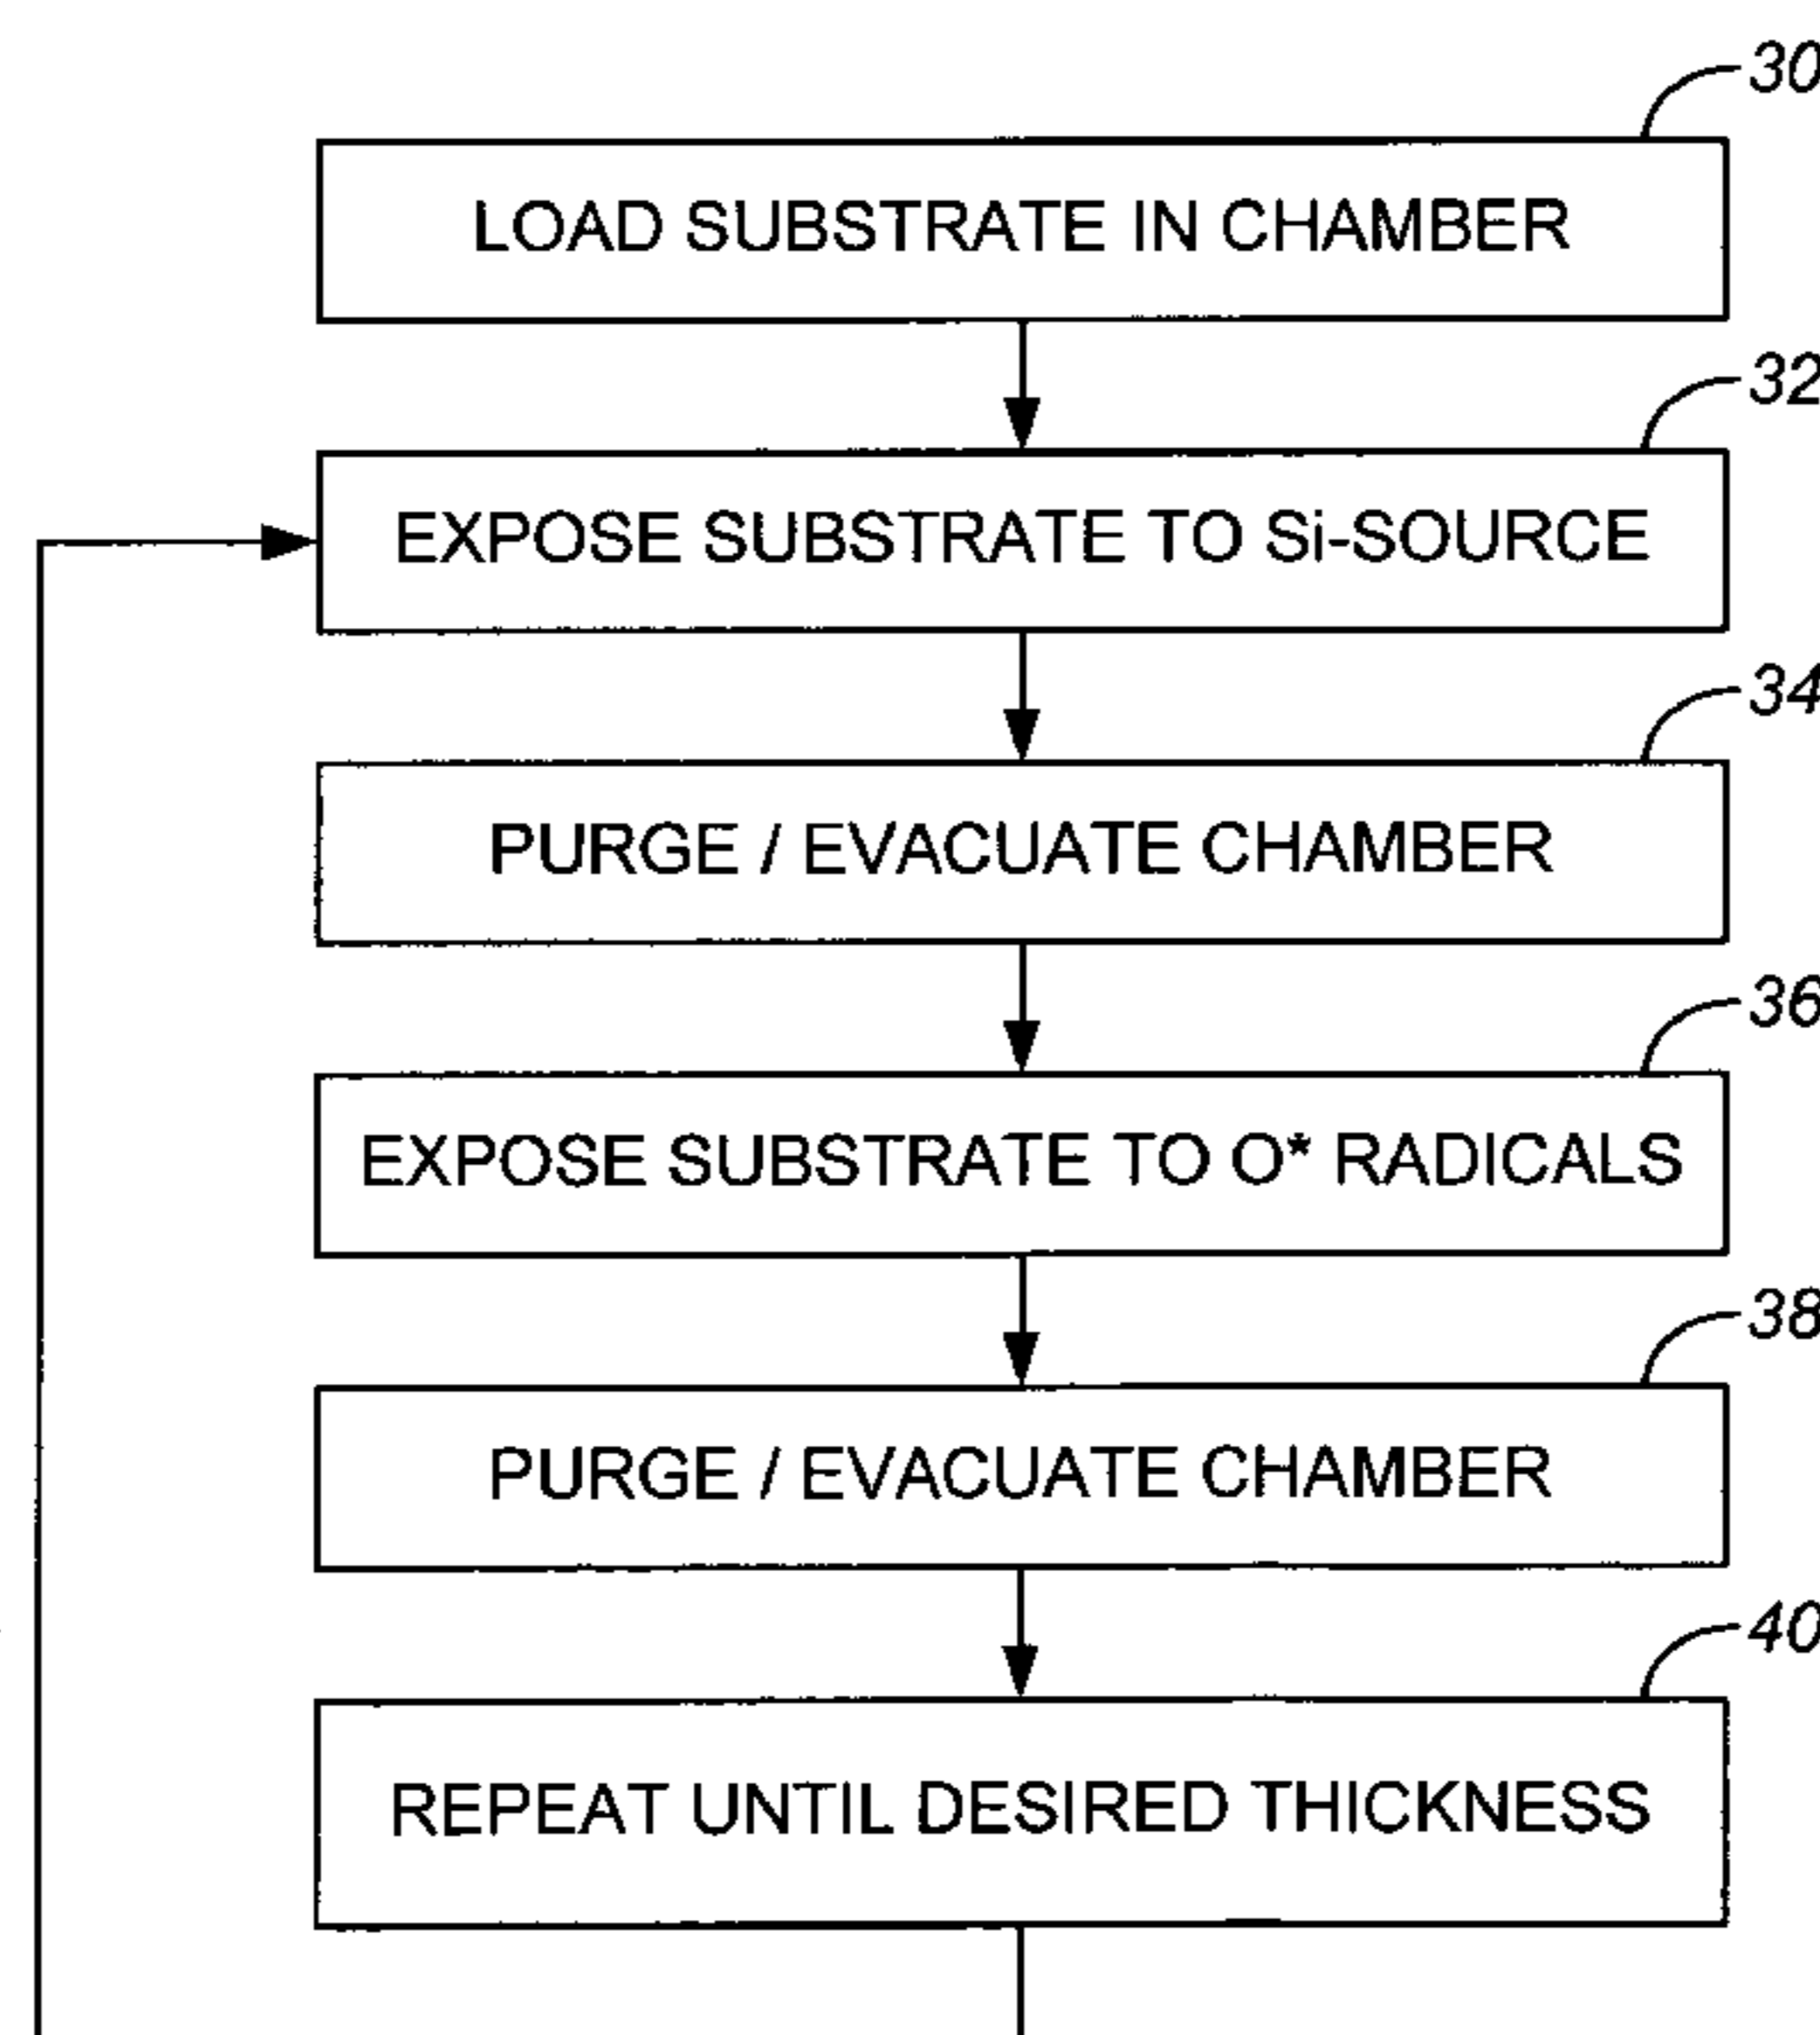 30
LOAD SUBSTRATE IN CHAMBER
32
EXPOSE SUBSTRATE TO Si-SOURCE
34
PURGE / EVACUATE CHAMBER
36
EXPOSE SUBSTRATE TO O* RADICALS
38
PURGE / EVACUATE CHAMBER
40
REPEAT UNTIL DESIRED THICKNESS